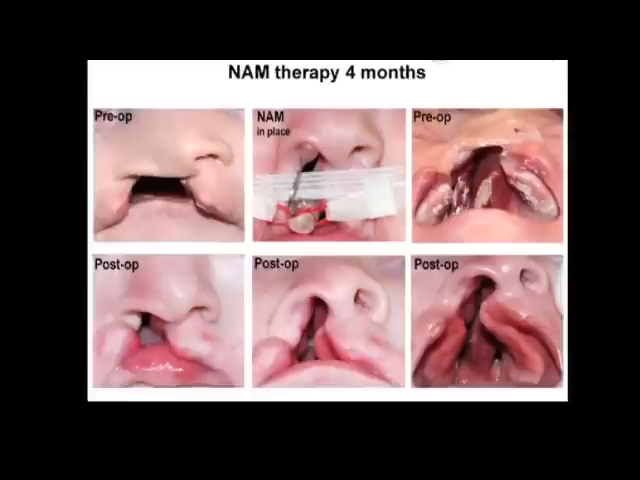 NAM therapy 4 months
Pre-op
NAM
in place
Pre-op
Post-op
Post-op
Post-op